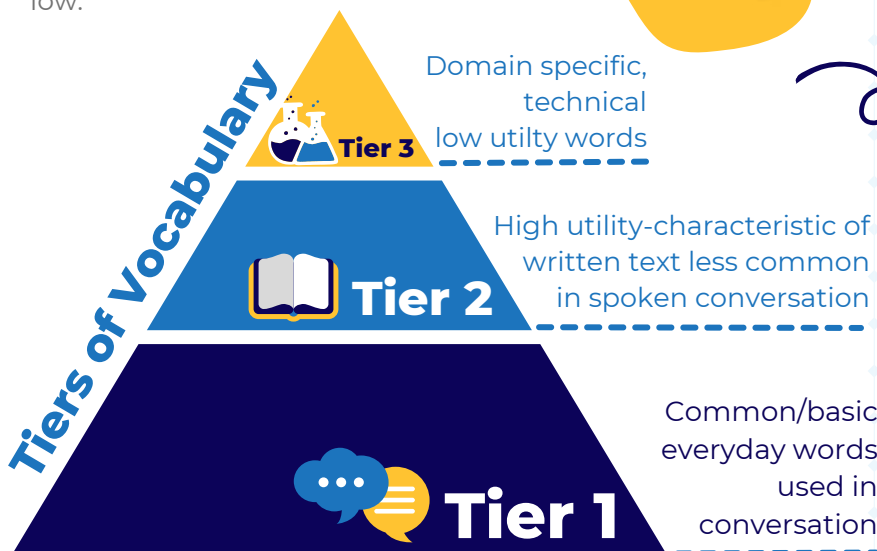 low.
Tiers of Vocabulary
Domain specific,
technical
low utilty words
Tier 3
High utility-characteristic of
written text less common
in spoken conversation
Tier 2
Common/basic
everyday words
used in
conversation
Tier 1